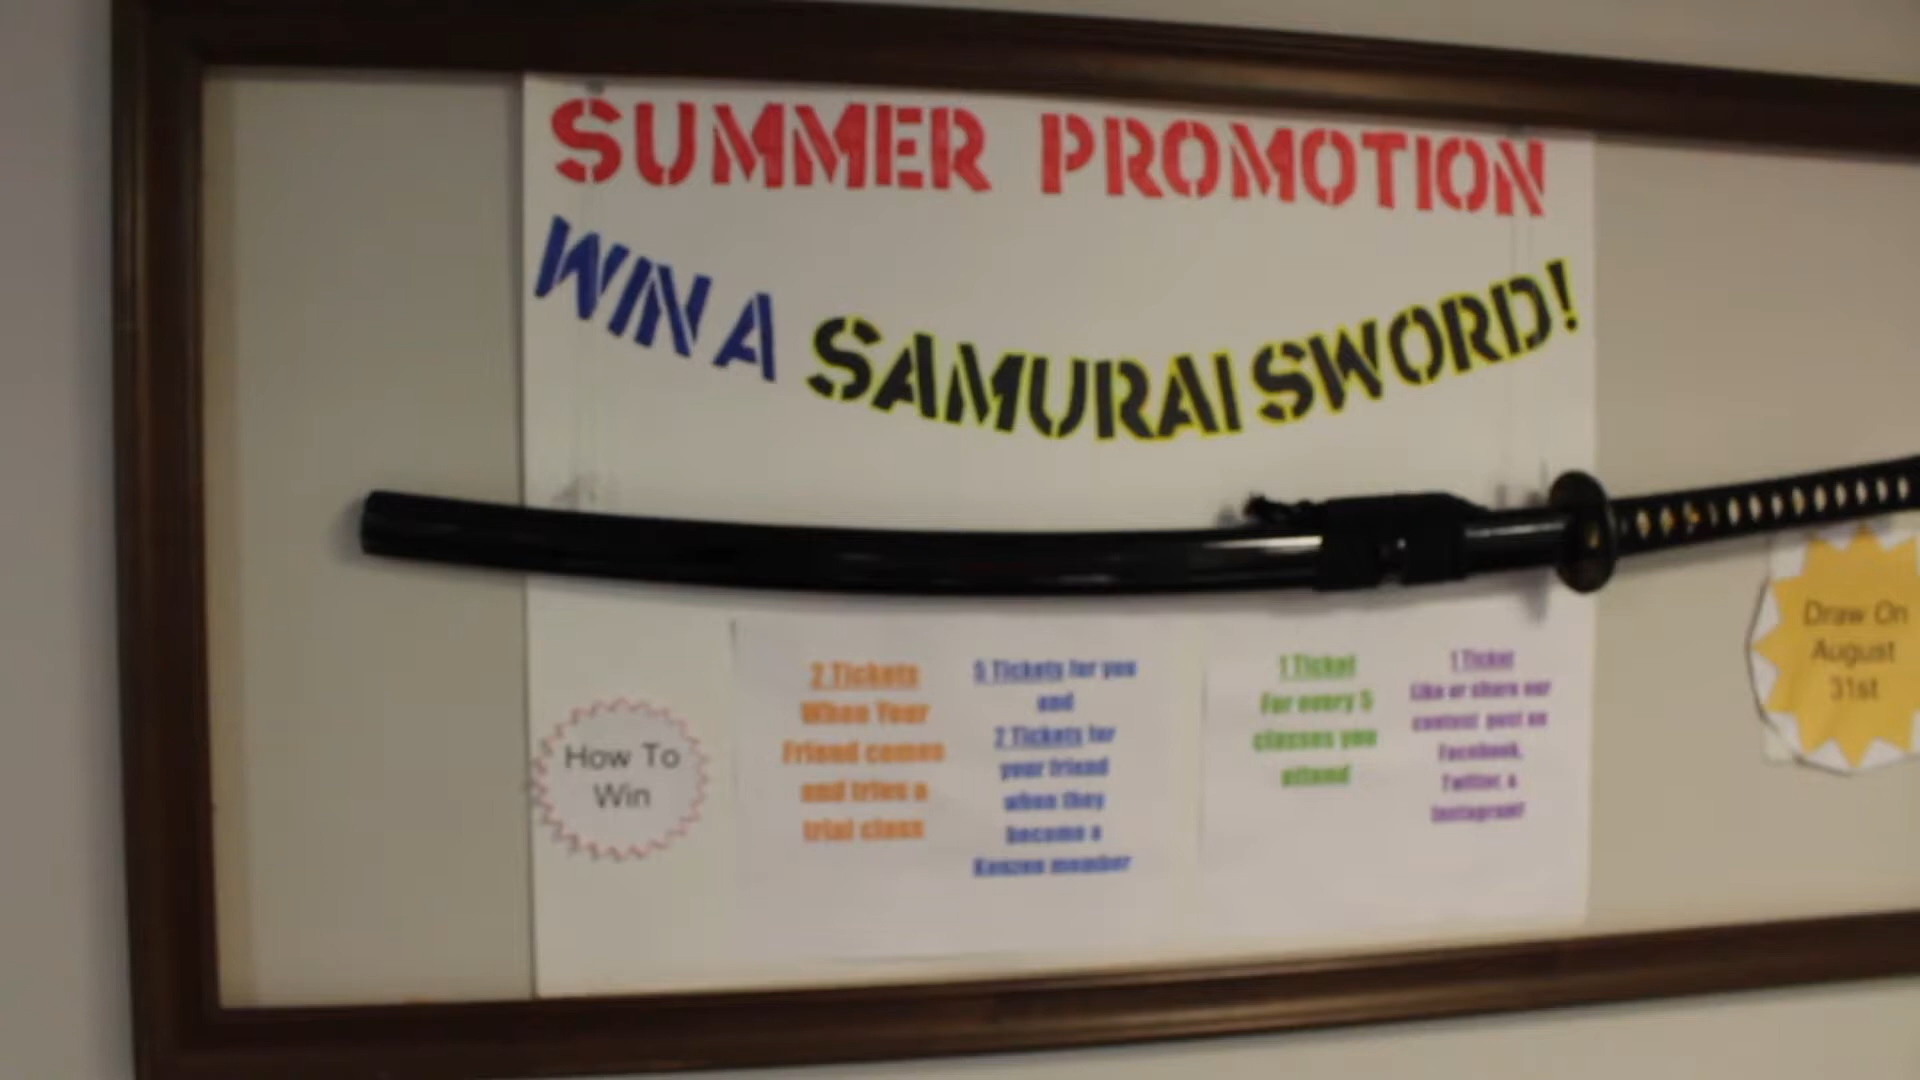 SUMMER PROMOTION
WIN A SAMURAI SWORD!
How To
Win
2 Tickets
When Your
Friend comes
and tries a
trial class
5 Tickets for you
and
2 Tickets for
your friend
when they
become a
Kenzen member
1 Ticket
For every 5
classes you
attend
1 Ticket
Like or share our
contest post on
Facebook,
Twitter, &
Instagram!
Draw On
August
31st